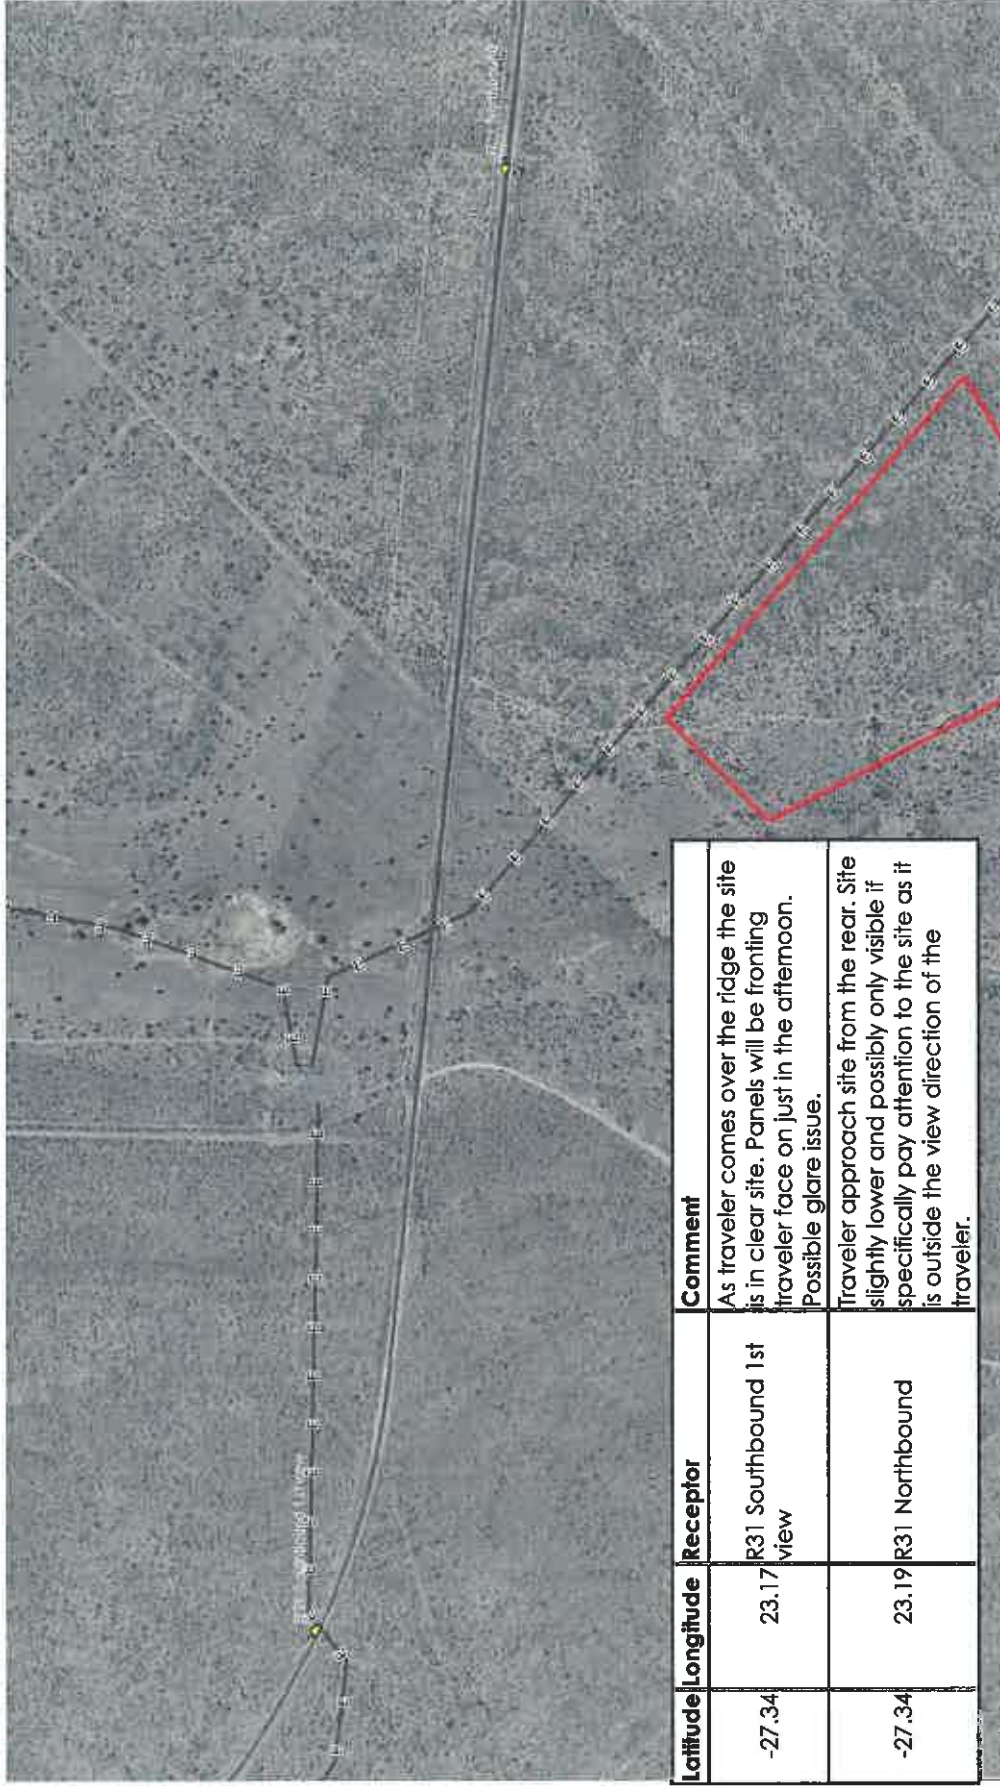 Latitude Longitude Receptor Comment
-27.34 23.17 R31 Southbound 1st view
As traveler comes over the ridge the site
is in clear site. Panels will be fronting
traveler face on just in the afternoon.
Possible glare issue.
-27.34 23.19 R31 Northbound
Traveler approach site from the rear. Site
slightly lower and possibly only visible if
specifically pay attention to the site as it
is outside the view direction of the
traveler.